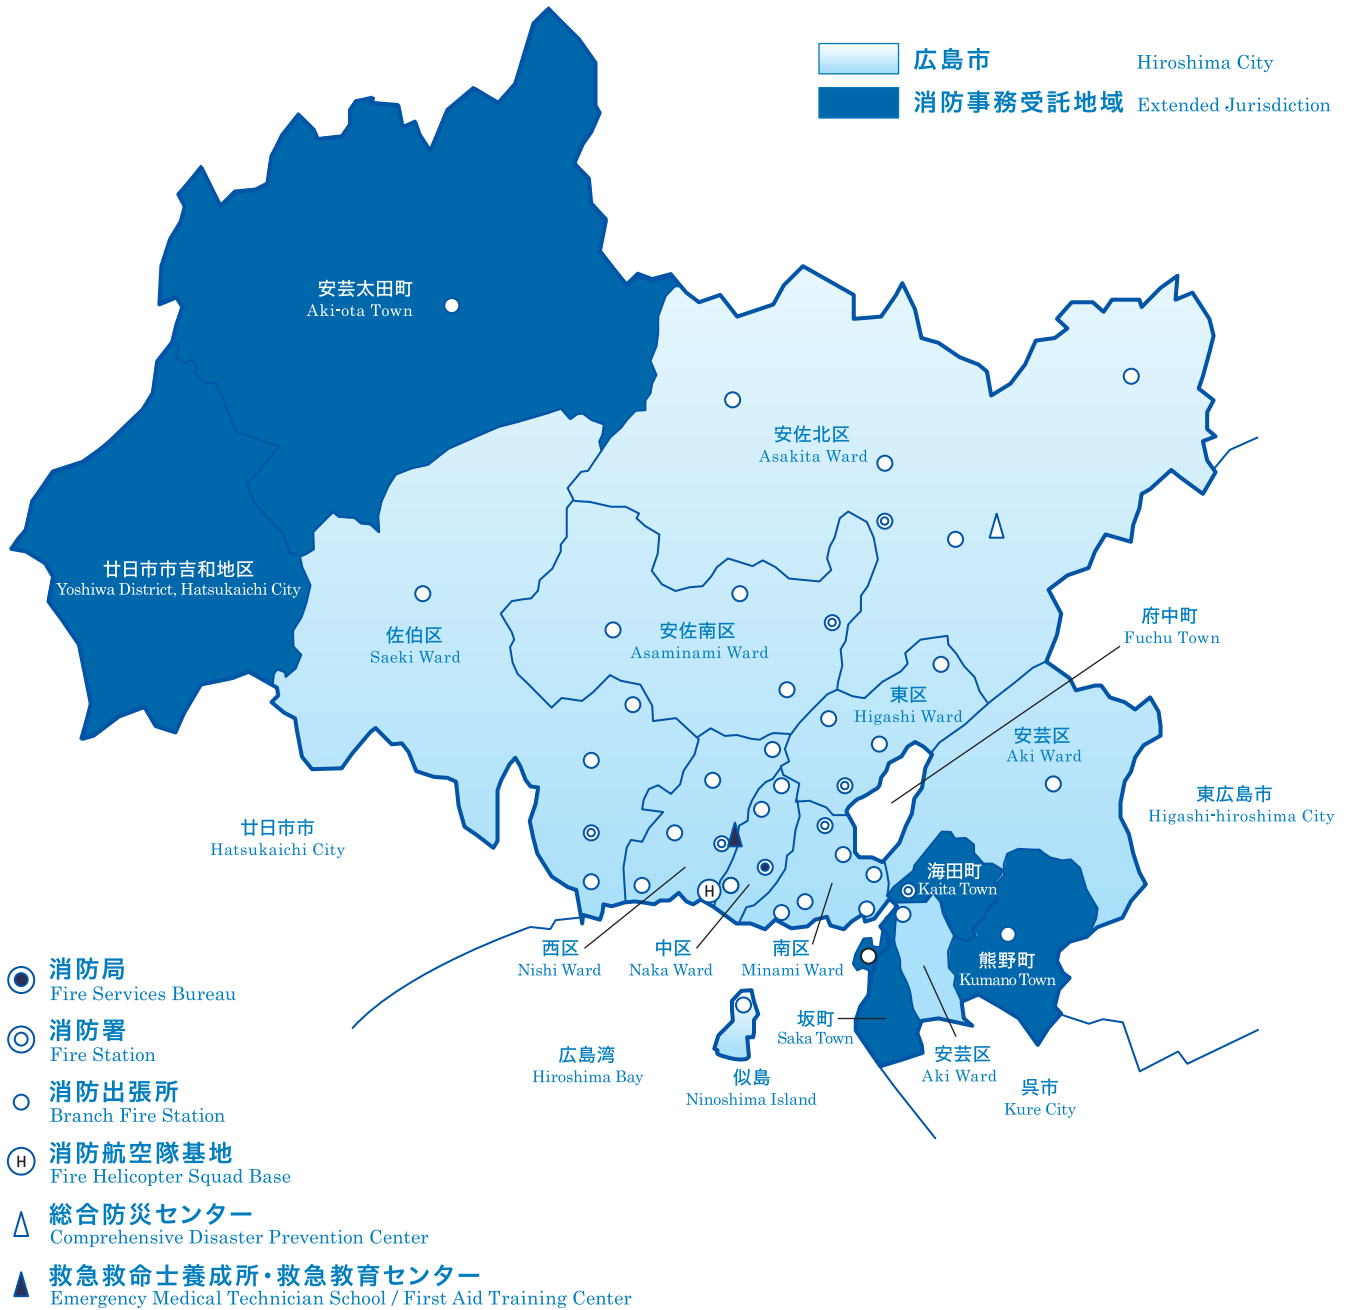 広島市 Hiroshima City
消防事務受託地域 Extended Jurisdiction
安芸太田町
Aki-ota Town
安佐北区
Asakita Ward
廿日市市吉和地区
Yoshiwa District, Hatsukaichi City
佐伯区
Saeki Ward
安佐南区
Asaminami Ward
府中町
Fuchu Town
東区
Higashi Ward
安芸区
Aki Ward
東広島市
Higashi-hiroshima City
廿日市市
Hatsukaichi City
海田町
Kaita Town
熊野町
Kumano Town
西区
Nishi Ward
中区
Naka Ward
南区
Minami Ward
坂町
Saka Town
安芸区
Aki Ward
呉市
Kure City
広島湾
Hiroshima Bay
似島
Ninoshima Island
H
消防局
Fire Services Bureau
消防署
Fire Station
消防出張所
Branch Fire Station
H 消防航空隊基地
Fire Helicopter Squad Base
総合防災センター
Comprehensive Disaster Prevention Center
救急救命士養成所・救急教育センター
Emergency Medical Technician School / First Aid Training Center